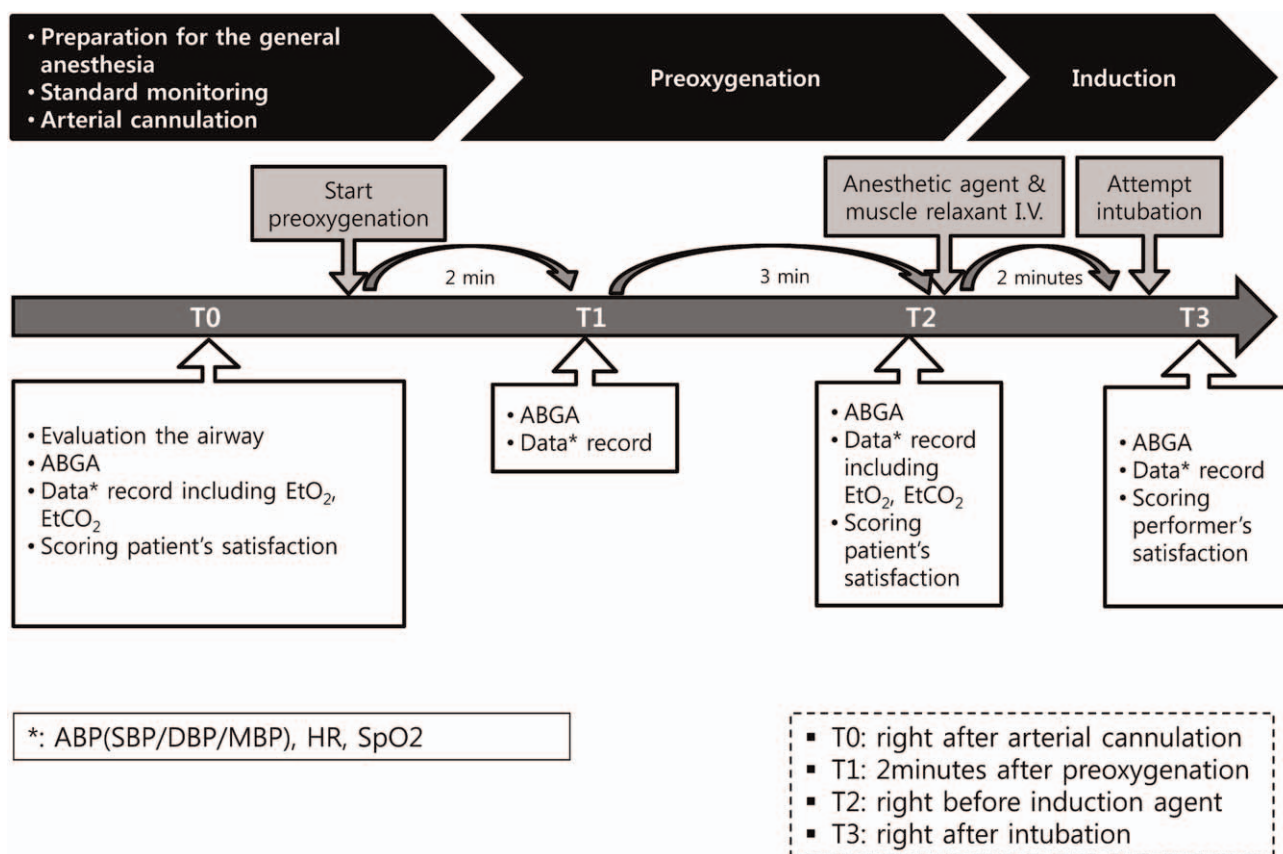 • Preparation for the general
anesthesia
• Standard monitoring
• Arterial cannulation
Preoxygenation
Induction
Start
preoxygenation
Anesthetic agent &
muscle relaxant I.V.
Attempt
intubation
2 min
3 min
2 minutes
T0
T1
T2
T3
• Evaluation the airway
• ABGA
• Data* record including EtO₂,
EtCO₂
• Scoring patient's satisfaction
• ABGA
• Data* record
• ABGA
• Data* record
including
EtO₂, EtCO₂
• Scoring
patient's
satisfaction
• ABGA
• Data* record
• Scoring
performer's
satisfaction
*: ABP(SBP/DBP/MBP), HR, SpO2
▪ T0: right after arterial cannulation
▪ T1: 2minutes after preoxygenation
▪ T2: right before induction agent
▪ T3: right after intubation